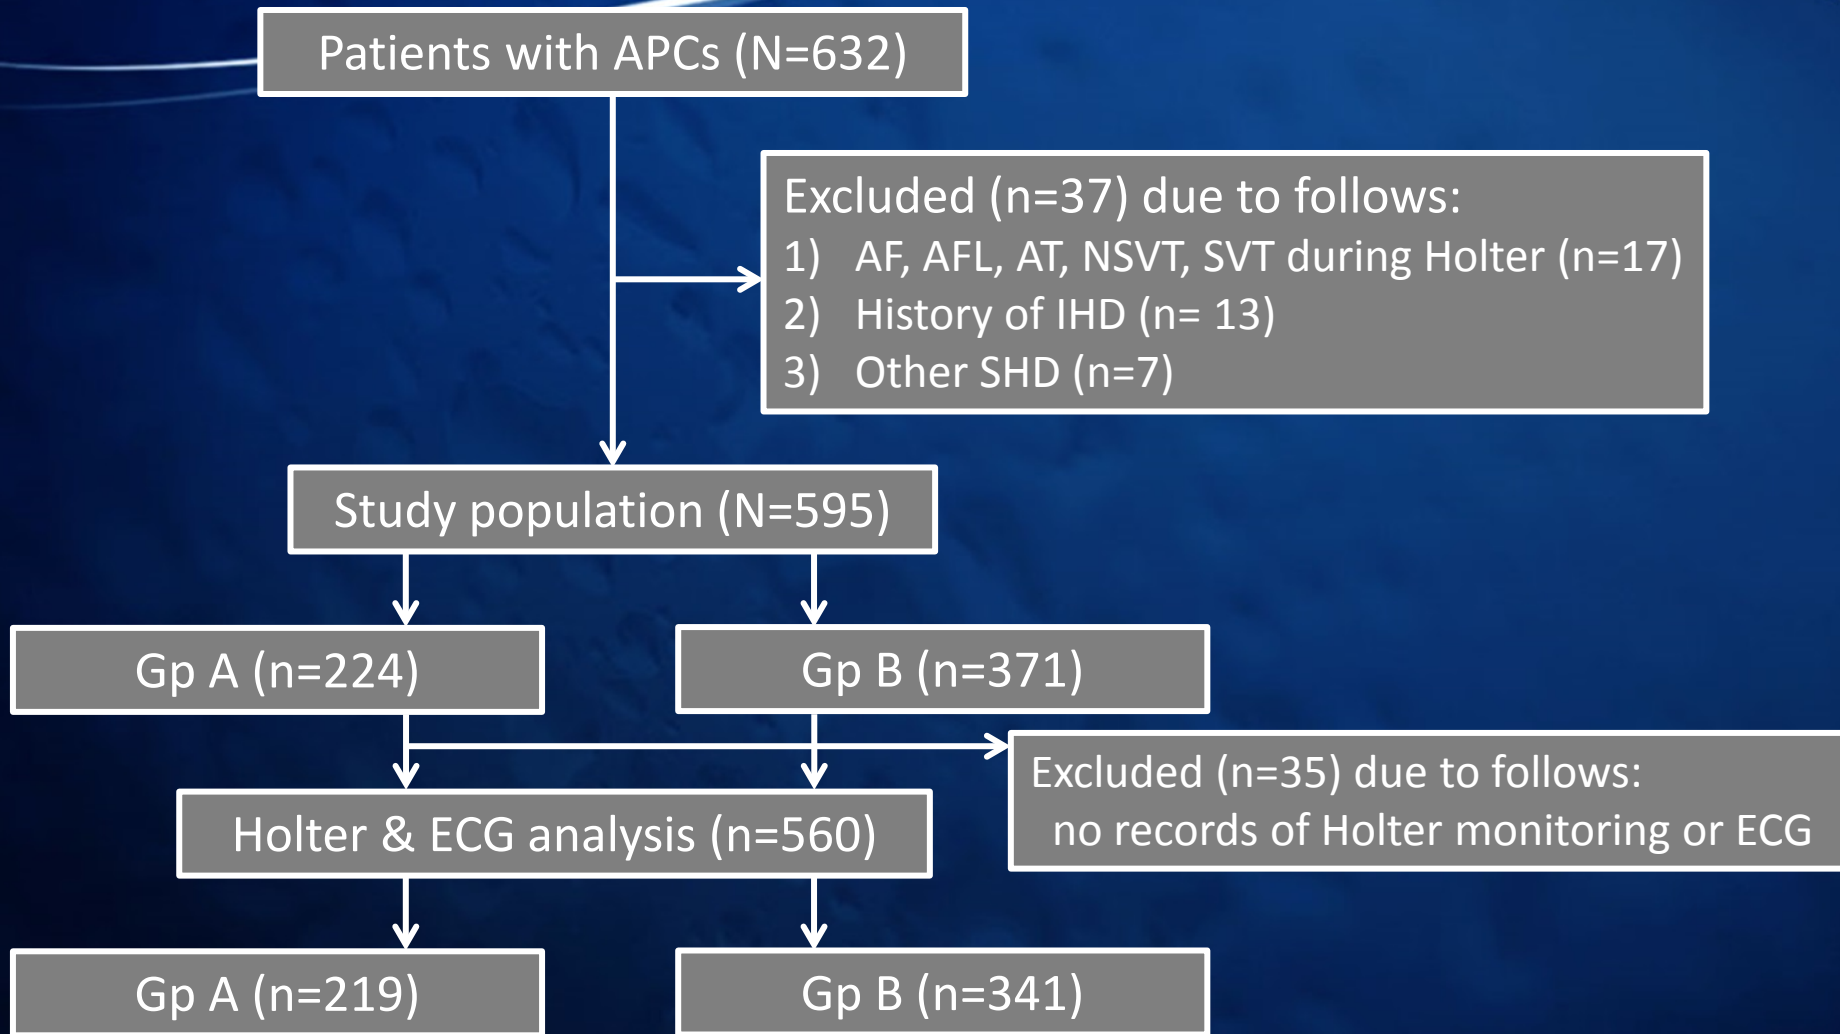 Patients with APCs (N=632)
Excluded (n=37) due to follows:
1) AF, AFL, AT, NSVT, SVT during Holter (n=17)
2) History of IHD (n= 13)
3) Other SHD (n=7)
Study population (N=595)
Gp A (n=224)
Gp B (n=371)
Excluded (n=35) due to follows:
no records of Holter monitoring or ECG
Holter & ECG analysis (n=560)
Gp A (n=219)
Gp B (n=341)